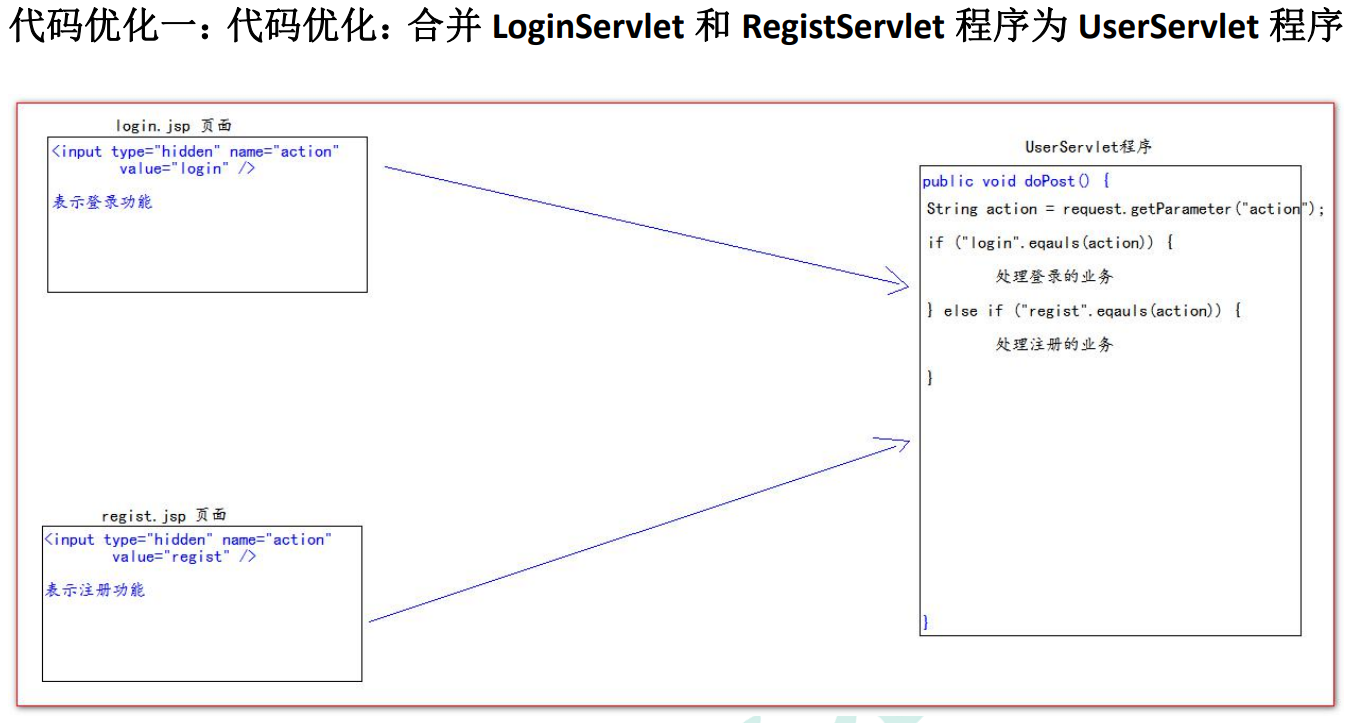 代码优化一：代码优化：合并 LoginServlet 和 RegistServlet 程序为 UserServlet 程序
login.jsp 页面
<input type="hidden" name="action"
value="login" />
表示登录功能
regist.jsp 页面
<input type="hidden" name="action"
value="regist" />
表示注册功能
UserServlet程序
public void doPost() {
String action = request.getParameter("action");
if ("login".eqauls(action)) {
处理登录的业务
} else if ("regist".eqauls(action)) {
处理注册的业务
}
}